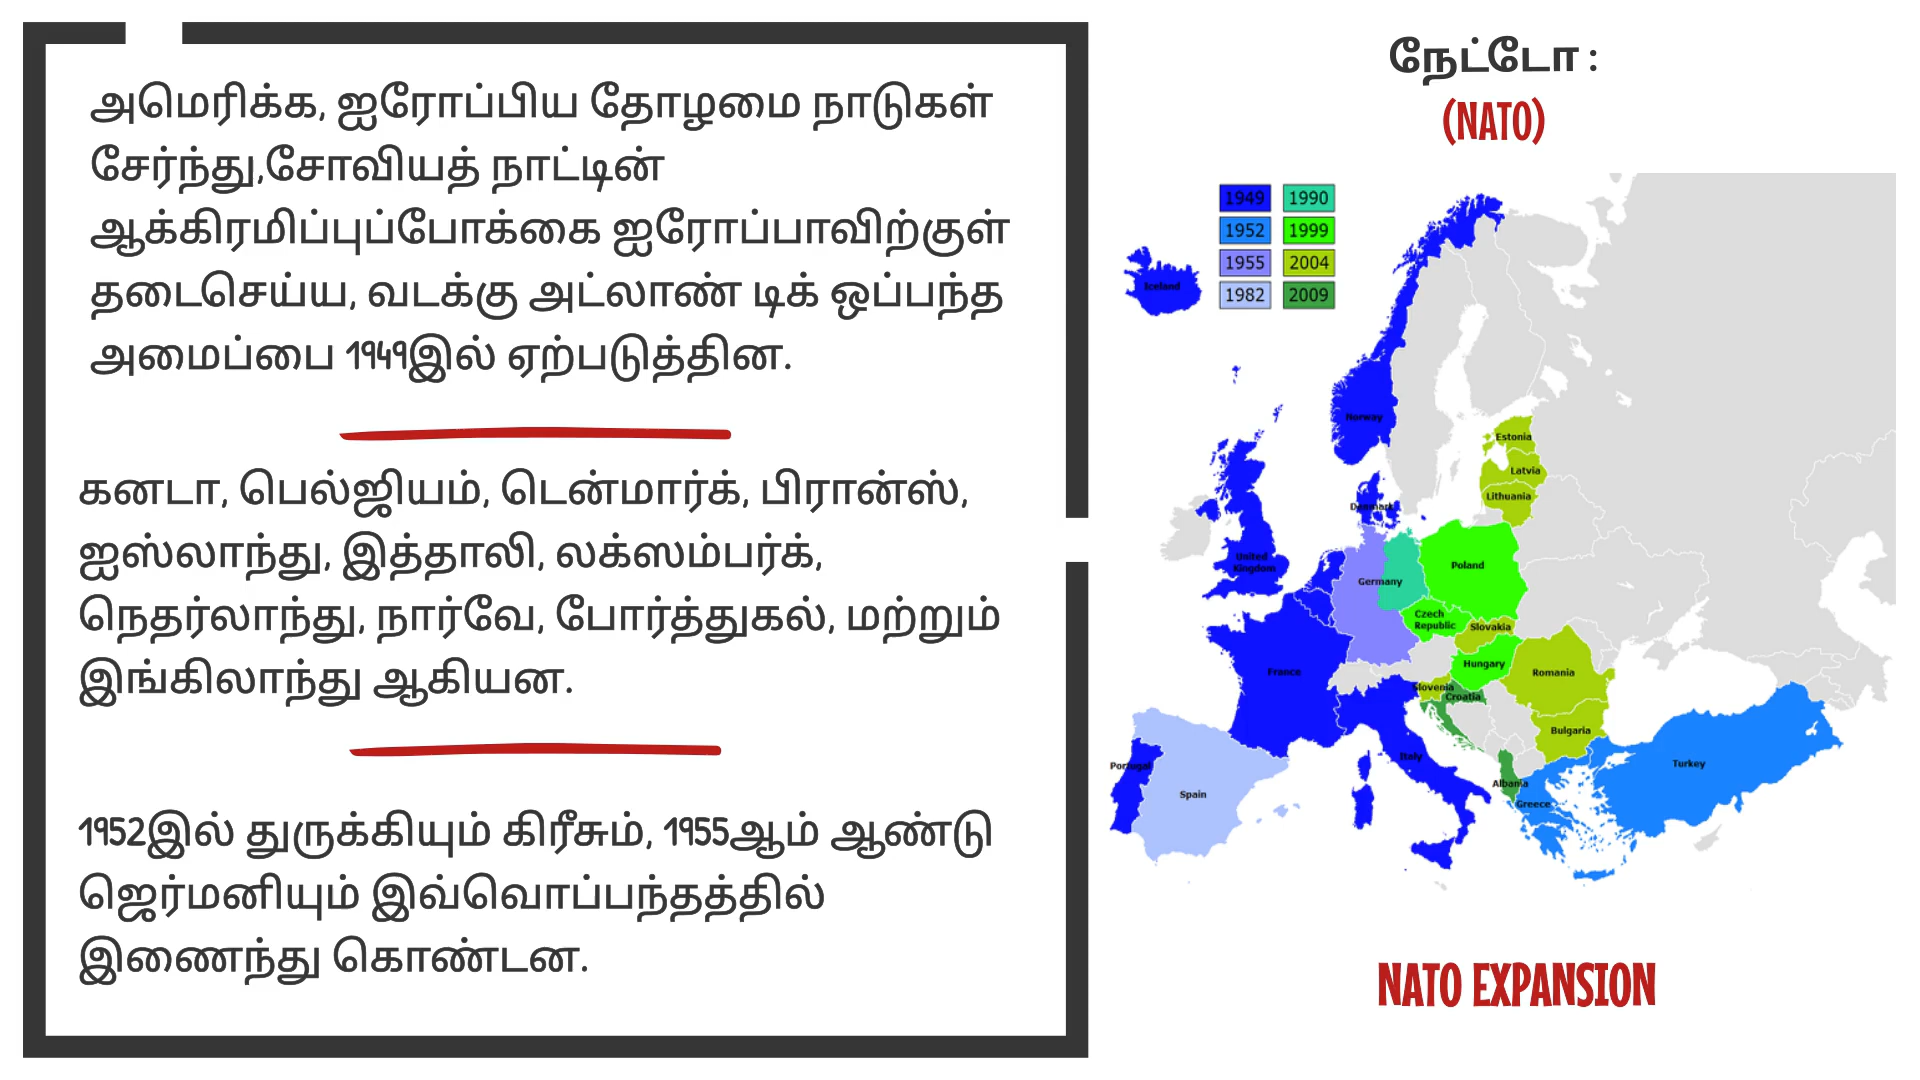 அமெரிக்க, ஐரோப்பிய தோழமை நாடுகள்
சேர்ந்து,சோவியத் நாட்டின்
ஆக்கிரமிப்புப்போக்கை ஐரோப்பாவிற்குள்
தடைசெய்ய, வடக்கு அட்லாண் டிக் ஒப்பந்த
அமைப்பை 1949இல் ஏற்படுத்தின.
கனடா, பெல்ஜியம், டென்மார்க், பிரான்ஸ்,
ஐஸ்லாந்து, இத்தாலி, லக்ஸம்பர்க்,
நெதர்லாந்து, நார்வே, போர்த்துகல், மற்றும்
இங்கிலாந்து ஆகியன.
1952இல் துருக்கியும் கிரீசும், 1955ஆம் ஆண்டு
ஜெர்மனியும் இவ்வொப்பந்தத்தில்
இணைந்து கொண்டன.
நேட்டோ :
(NATO)
1949 1990
1952 1999
1955 2004
1982 2009
Iceland
Norway
Estonia
Latvia
Lithuania
Denmark
United
Kingdom
Germany
Poland
Czech
Republic
Slovakia
France
Hungary
Romania
Slovenia
Croatia
Bulgaria
Portugal
Italy
Turkey
Spain
Albania
Greece
NATO EXPANSION